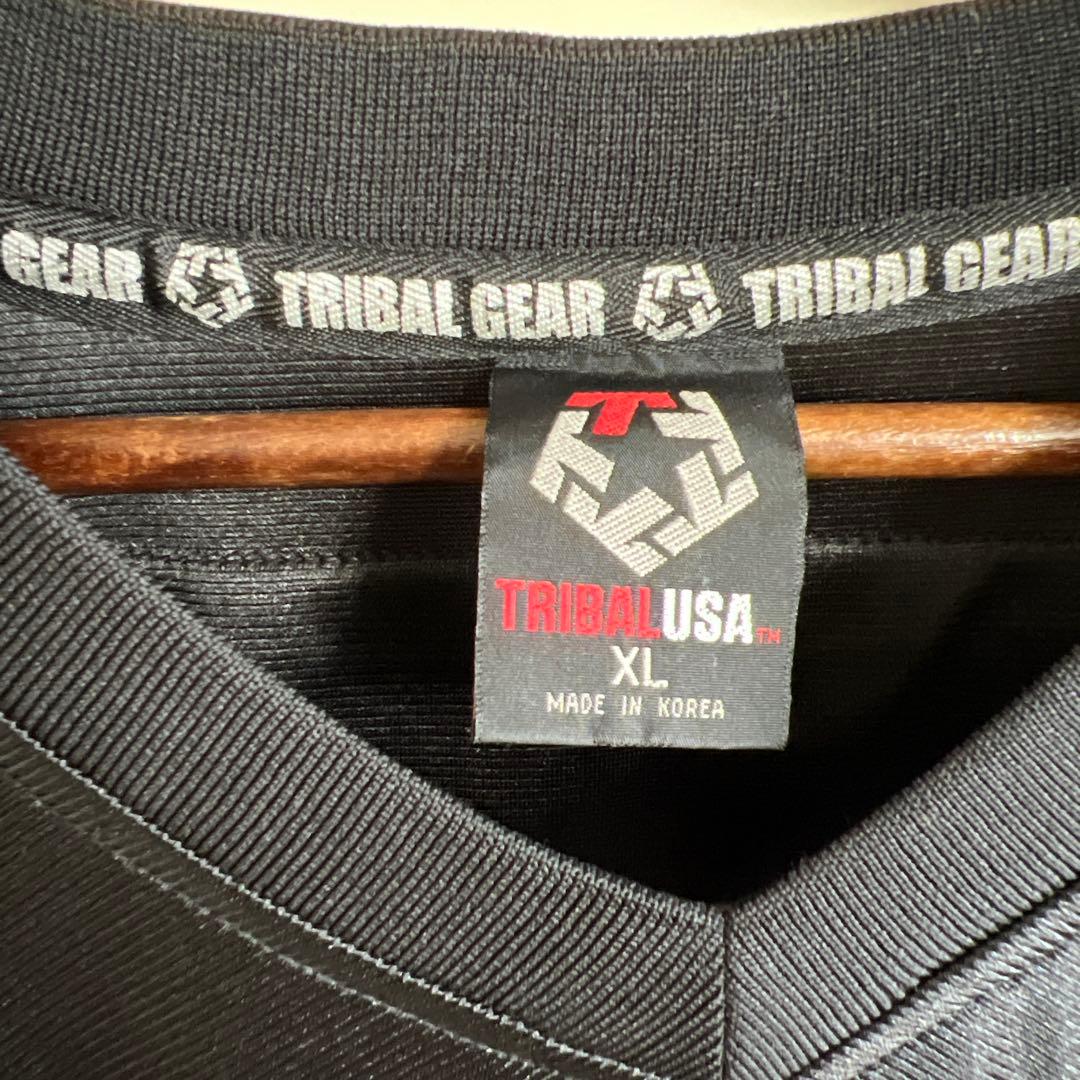 GEAR TRIBAL GEAR TRIBAL GEAR
TRIBALUSA™
XL
MADE IN KOREA